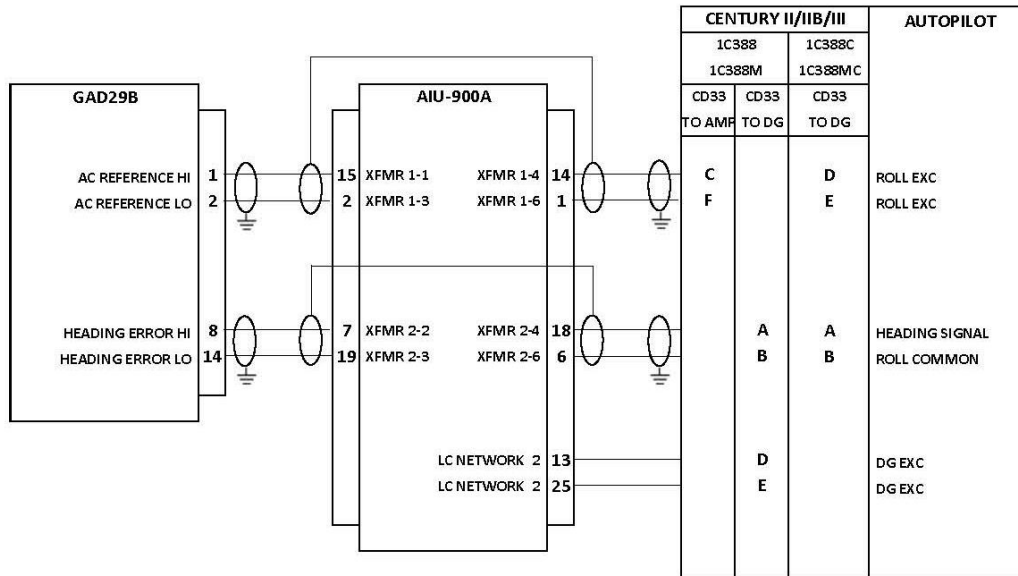 CENTURY II/IIB/III AUTOPILOT
1C388 1C388C
1C388M 1C388MC
GAD29B AIU-900A CD33 CD33 CD33
TO AMP TO DG TO DG
AC REFERENCE HI 1 15 XFMR 1-1 XFMR 1-4 14 C D ROLL EXC
AC REFERENCE LO 2 2 XFMR 1-3 XFMR 1-6 1 F E ROLL EXC
HEADING ERROR HI 8 7 XFMR 2-2 XFMR 2-4 18 A A HEADING SIGNAL
HEADING ERROR LO 14 19 XFMR 2-3 XFMR 2-6 6 B B ROLL COMMON
LC NETWORK 2 13 D DG EXC
LC NETWORK 2 25 E DG EXC